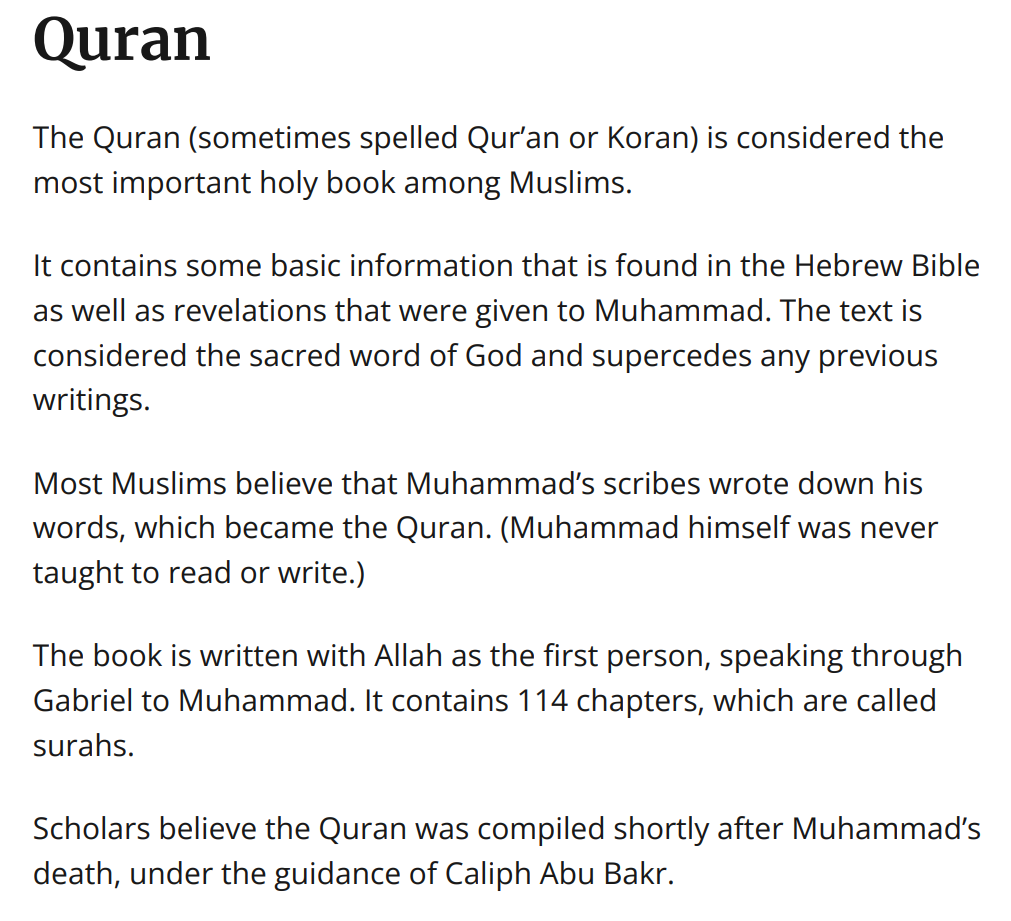 Quran
The Quran (sometimes spelled Qur’an or Koran) is considered the
most important holy book among Muslims.
It contains some basic information that is found in the Hebrew Bible
as well as revelations that were given to Muhammad. The text is
considered the sacred word of God and supercedes any previous
writings.
Most Muslims believe that Muhammad’s scribes wrote down his
words, which became the Quran. (Muhammad himself was never
taught to read or write.)
The book is written with Allah as the first person, speaking through
Gabriel to Muhammad. It contains 114 chapters, which are called
surahs.
Scholars believe the Quran was compiled shortly after Muhammad’s
death, under the guidance of Caliph Abu Bakr.